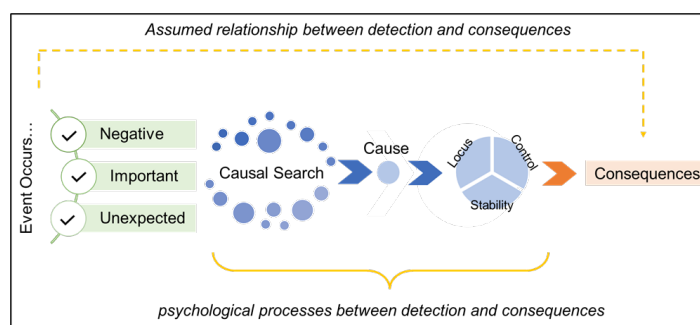 Assumed relationship between detection and consequences
Event Occurs...
Negative
Important
Unexpected
Causal Search
Cause
Locus
Control
Stability
Consequences
psychological processes between detection and consequences